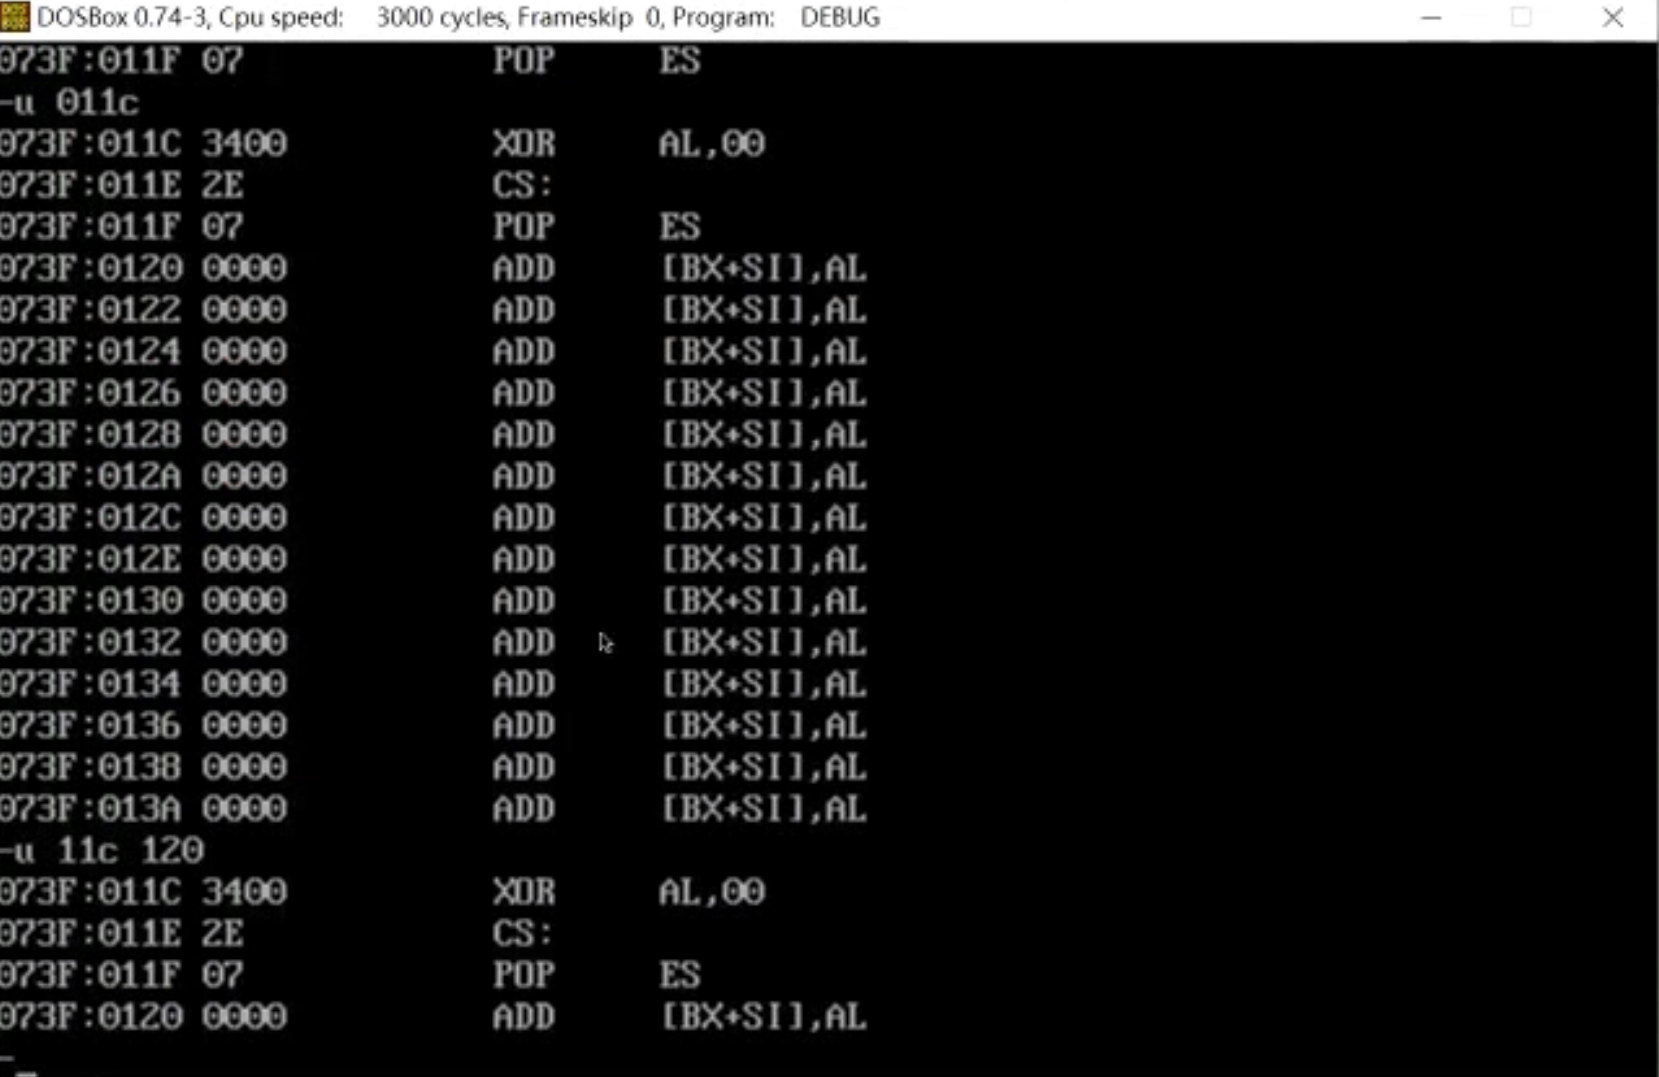 DOSBox 0.74-3, Cpu speed: 3000 cycles, Frameskip 0, Program: DEBUG
073F:011F 07 POP ES
-u 011c
073F:011C 3400 XOR AL,00
073F:011E 2E CS:
073F:011F 07 POP ES
073F:0120 0000 ADD [BX+SI],AL
073F:0122 0000 ADD [BX+SI],AL
073F:0124 0000 ADD [BX+SI],AL
073F:0126 0000 ADD [BX+SI],AL
073F:0128 0000 ADD [BX+SI],AL
073F:012A 0000 ADD [BX+SI],AL
073F:012C 0000 ADD [BX+SI],AL
073F:012E 0000 ADD [BX+SI],AL
073F:0130 0000 ADD [BX+SI],AL
073F:0132 0000 ADD [BX+SI],AL
073F:0134 0000 ADD [BX+SI],AL
073F:0136 0000 ADD [BX+SI],AL
073F:0138 0000 ADD [BX+SI],AL
073F:013A 0000 ADD [BX+SI],AL
-u 11c 120
073F:011C 3400 XOR AL,00
073F:011E 2E CS:
073F:011F 07 POP ES
073F:0120 0000 ADD [BX+SI],AL
-